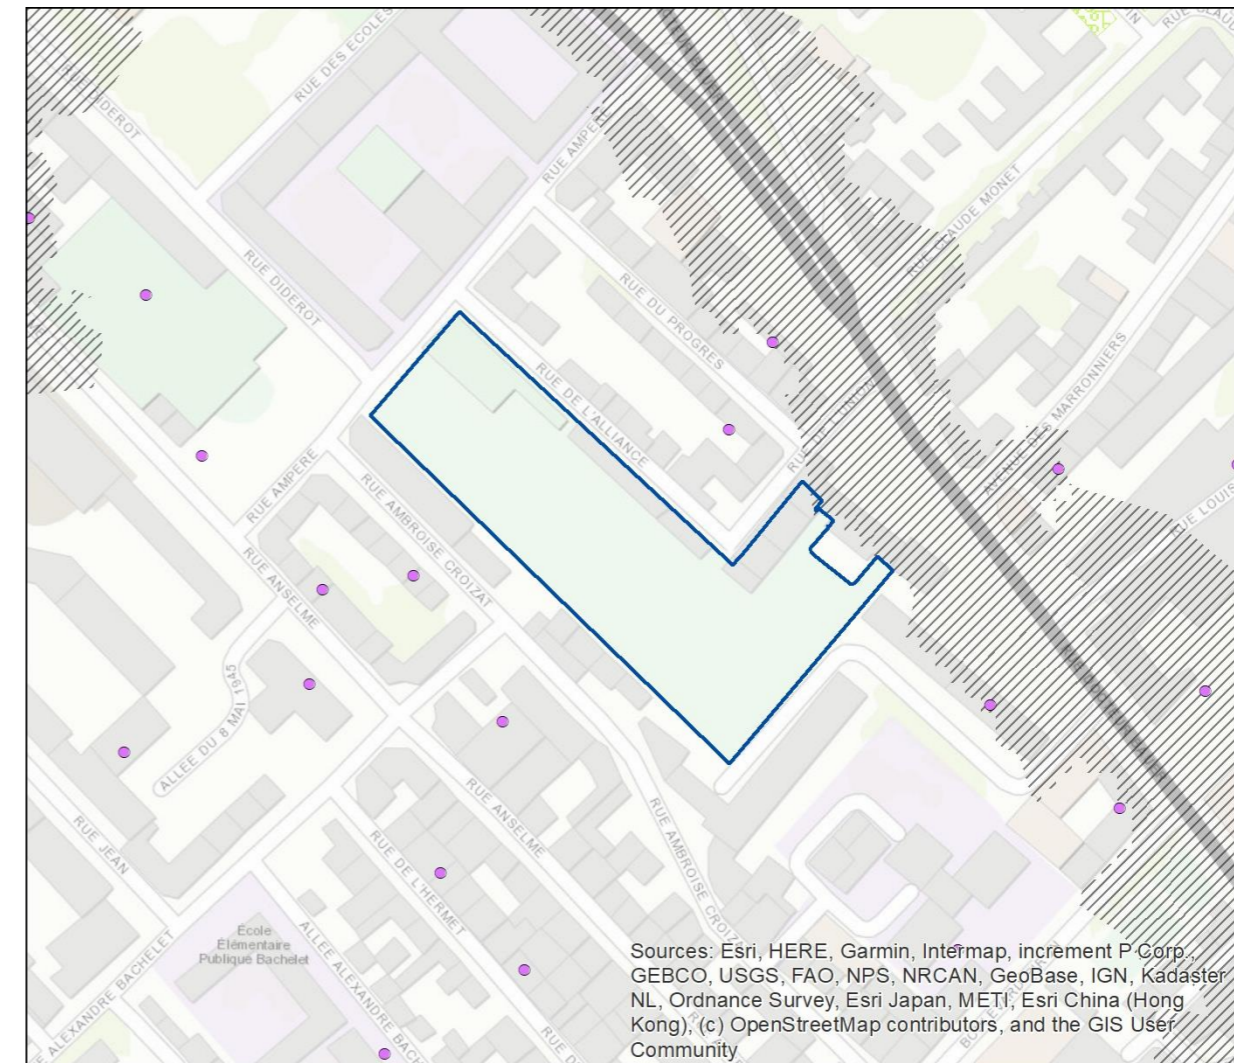 RUE DES ECOLES
RUE DIDEROT
RUE AMPERE
RUE CLAUDE MONET
RUE DIDEROT
RUE DU PROGRES
RUE DE L'ALLIANCE
AVENUE DES MARRONNIERS
RUE LOUIS
RUE AMPERE
RUE AMBROISE CROIZAT
RUE ANSELME
ALLEE DU 8 MAI 1945
RUE JEAN
RUE ANSELME
RUE DE L'HERMET
RUE AMBROISE CROIZ
École
Élémentaire
Publique Bachelet
ALLEE ALEXANDRE BAC
E ALEXANDRE BACHELET
RUE D
Sources: Esri, HERE, Garmin, Intermap, increment P Corp.,
GEBCO, USGS, FAO, NPS, NRCAN, GeoBase, IGN, Kadaster
NL, Ordnance Survey, Esri Japan, METI, Esri China (Hong
Kong), (c) OpenStreetMap contributors, and the GIS User
Community